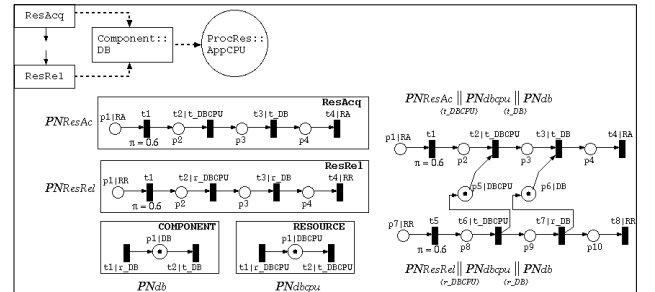 ResAcq
Component::
DB
ProcRes::
AppCPU
ResRel
ResAcq
PNResAc
p1|RA
t1
t2|t_DBCPU
t3|t_DB
t4|RA
π = 0.6
p2
p3
p4
ResRel
PNResRel
p1|RR
t1
t2|r_DBCPU
t3|r_DB
t4|RR
π = 0.6
p2
p3
p4
COMPONENT
p1|DB
t1|r_DB
t2|t_DB
PNdb
RESOURCE
p1|DBCPU
t1|r_DBCPU
t2|t_DBCPU
PNdbcpu
PNResAc || PNdbcpu || PNdb
(t_DBCPU)
(t_DB)
p1|RA
t1
t2|t_DBCPU
t3|t_DB
t4|RA
π = 0.6
p2
p3
p4
p5|DBCPU
p6|DB
p7|RR
t5
t6|t_DBCPU
t7|r_DB
t8|RR
π = 0.6
p8
p9
p10
PNResRel || PNdbcpu || PNdb
(r_DBCPU)
(r_DB)